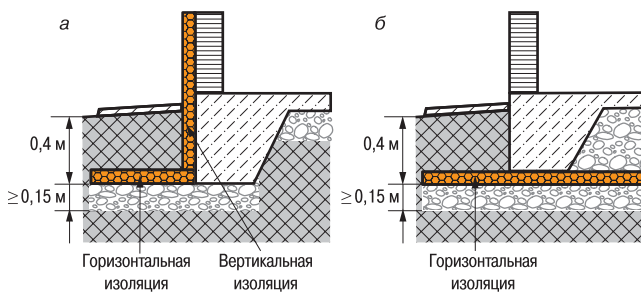 а
0,4 м
≥ 0,15 м
Горизонтальная
изоляция
Вертикальная
изоляция
б
0,4 м
≥ 0,15 м
Горизонтальная
изоляция